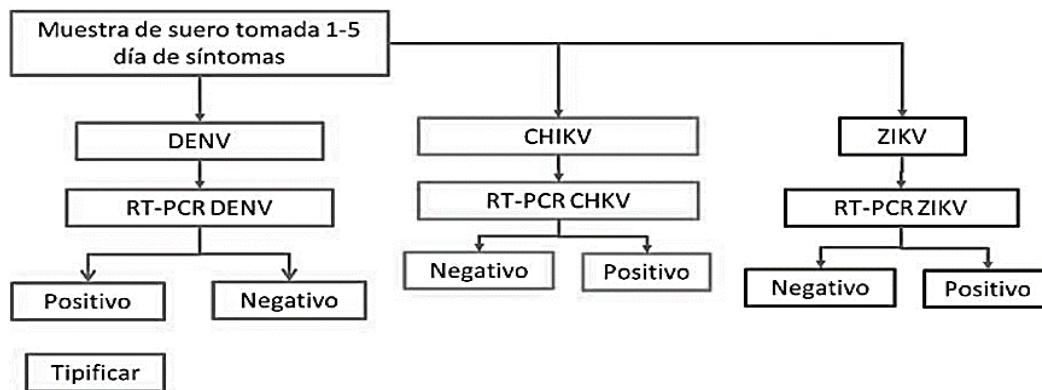 Muestra de suero tomada 1-5
día de síntomas
DENV
CHIKV
ZIKV
RT-PCR DENV
RT-PCR CHKV
RT-PCR ZIKV
Positivo
Negativo
Negativo
Positivo
Negativo
Positivo
Tipificar